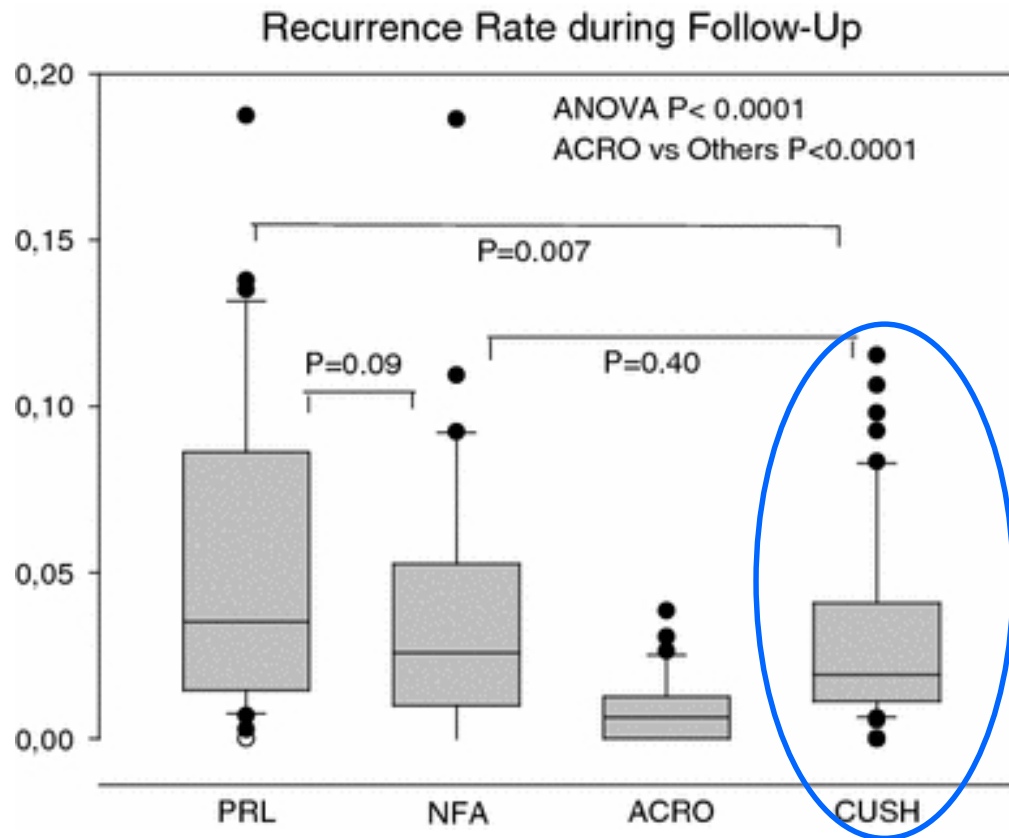 Recurrence Rate during Follow-Up
0,20
ANOVA P< 0.0001
ACRO vs Others P<0.0001
0,15
P=0.007
P=0.09
P=0.40
0,10
0,05
0,00
PRL NFA ACRO CUSH